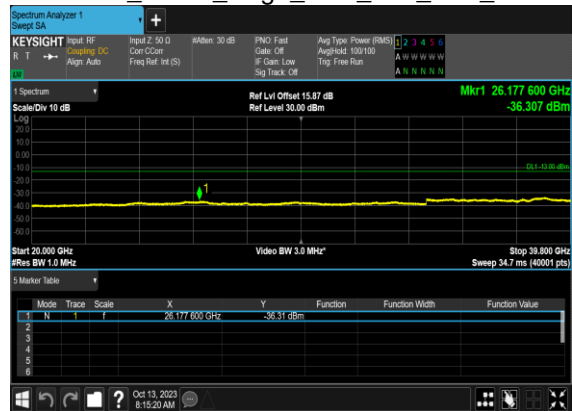 Spectrum Analyzer 1
Swept SA
+
KEYSIGHT Input: RF Input Z: 50 Ω #Atten: 30 dB PNO: Fast Avg Type: Power (RMS) 1 2 3 4 5 6
R T Coupling: DC Corr CCorr Gate: Off Avg|Hold: 100/100 A W W W W W
Align: Auto Freq Ref: Int (S) IF Gain: Low Trig: Free Run
LW Sig Track: Off A N N N N N
1 Spectrum Ref Lvl Offset 15.87 dB Mkr1 26.177 600 GHz
Scale/Div 10 dB Ref Level 30.00 dBm -36.307 dBm
Log
20.0
10.0
0.00
-10.0 DL1 -13.00 dBm
-20.0
-30.0 1
-40.0
-50.0
-60.0
Start 20.000 GHz Video BW 3.0 MHz* Stop 39.800 GHz
#Res BW 1.0 MHz Sweep 34.7 ms (40001 pts)
5 Marker Table
Mode Trace Scale X Y Function Function Width Function Value
1 N 1 f 26.177 600 GHz -36.31 dBm
2
3
4
5
6
? Oct 13, 2023
8:15:20 AM